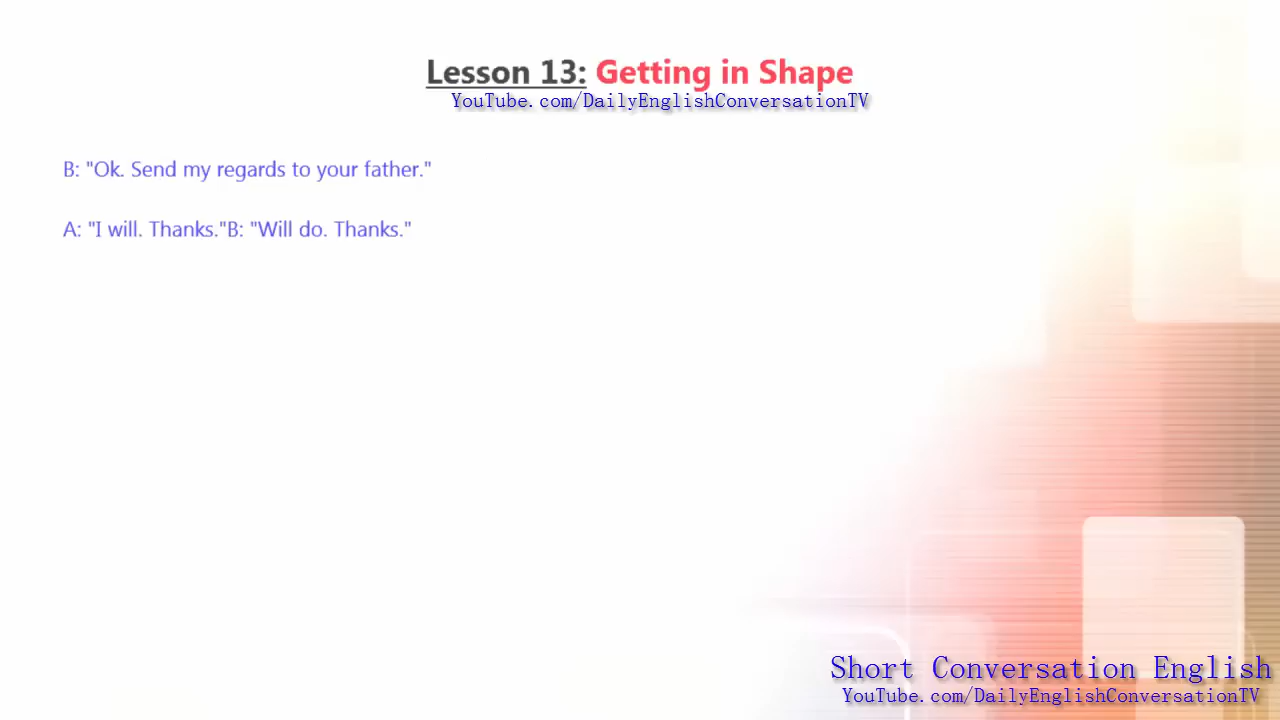 Lesson 13: Getting in Shape
YouTube.com/DailyEnglishConversationTV
B: "Ok. Send my regards to your father."
A: "I will. Thanks."B: "Will do. Thanks."
Short Conversation English
YouTube.com/DailyEnglishConversationTV